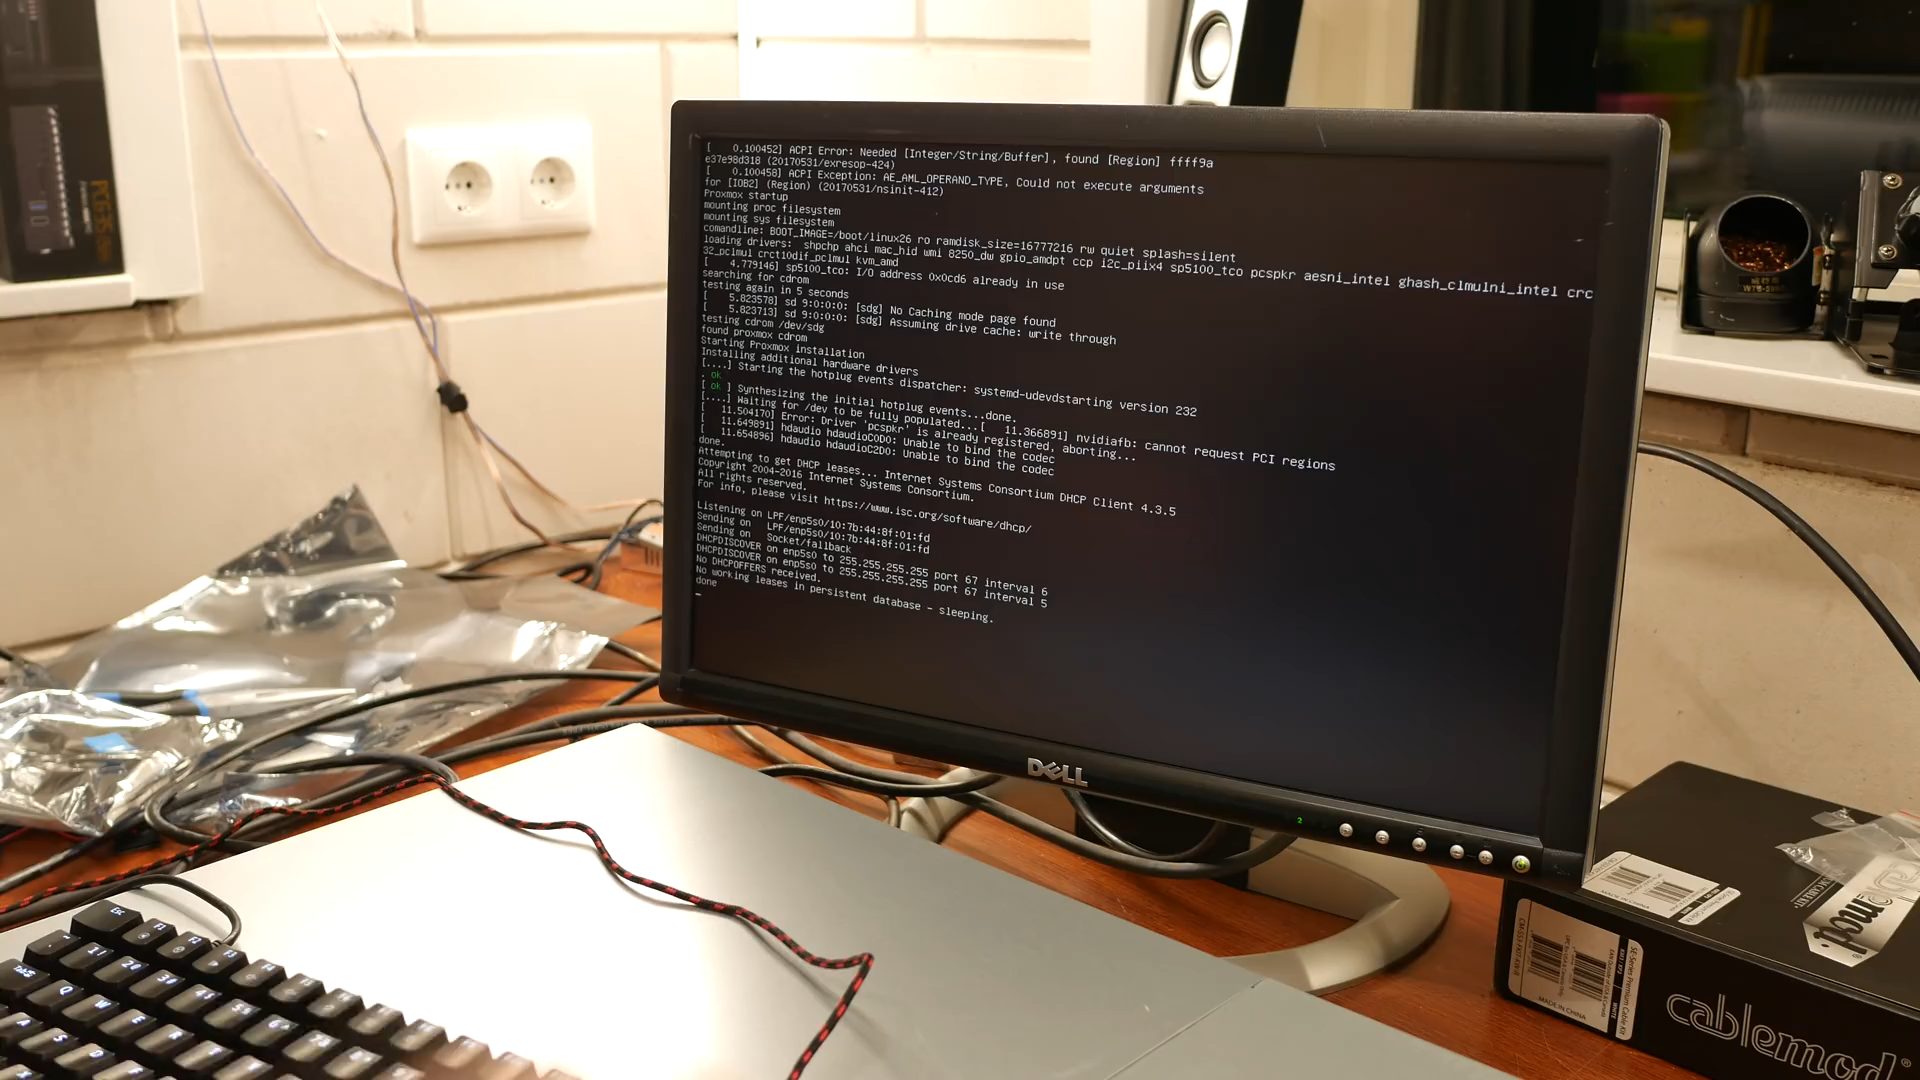 [    0.100452] ACPI Error: Needed [Integer/String/Buffer], found [Region] ffff9a
e37e98d318 (20170531/exresop-424)
[    0.100458] ACPI Exception: AE_AML_OPERAND_TYPE, Could not execute arguments
for [IOB2] (Region) (20170531/nsinit-412)
Proxmox startup
mounting proc filesystem
mounting sys filesystem
comandline: BOOT_IMAGE=/boot/linux26 ro ramdisk_size=16777216 rw quiet splash=silent
loading drivers:  shpchp ahci mac_hid wmi 8250_dw gpio_amdpt ccp i2c_piix4 sp5100_tco pcspkr aesni_intel ghash_clmulni_intel crc
32_pclmul crct10dif_pclmul kvm_amd
[    4.779146] sp5100_tco: I/O address 0x0cd6 already in use
searching for cdrom
testing again in 5 seconds
[    5.823578] sd 9:0:0:0: [sdg] No Caching mode page found
[    5.823713] sd 9:0:0:0: [sdg] Assuming drive cache: write through
testing cdrom /dev/sdg
found proxmox cdrom
Starting Proxmox installation
Installing additional hardware drivers
[....] Starting the hotplug events dispatcher: systemd-udevdstarting version 232
. ok
[ ok ] Synthesizing the initial hotplug events...done.
[....] Waiting for /dev to be fully populated...[   11.366891] nvidiafb: cannot request PCI regions
[   11.504170] Error: Driver 'pcspkr' is already registered, aborting...
[   11.649891] hdaudio hdaudioC0D0: Unable to bind the codec
[   11.654896] hdaudio hdaudioC2D0: Unable to bind the codec
done.
Attempting to get DHCP leases... Internet Systems Consortium DHCP Client 4.3.5
Copyright 2004-2016 Internet Systems Consortium.
All rights reserved.
For info, please visit https://www.isc.org/software/dhcp/
Listening on LPF/enp5s0/10:7b:44:8f:01:fd
Sending on   LPF/enp5s0/10:7b:44:8f:01:fd
Sending on   Socket/fallback
DHCPDISCOVER on enp5s0 to 255.255.255.255 port 67 interval 6
DHCPDISCOVER on enp5s0 to 255.255.255.255 port 67 interval 5
No DHCPOFFERS received.
No working leases in persistent database - sleeping.
done
DELL
2
Esc
Tab
Q
W
E
MADE IN CHINA
SE-Series Premium Cable Kit
cablemod®